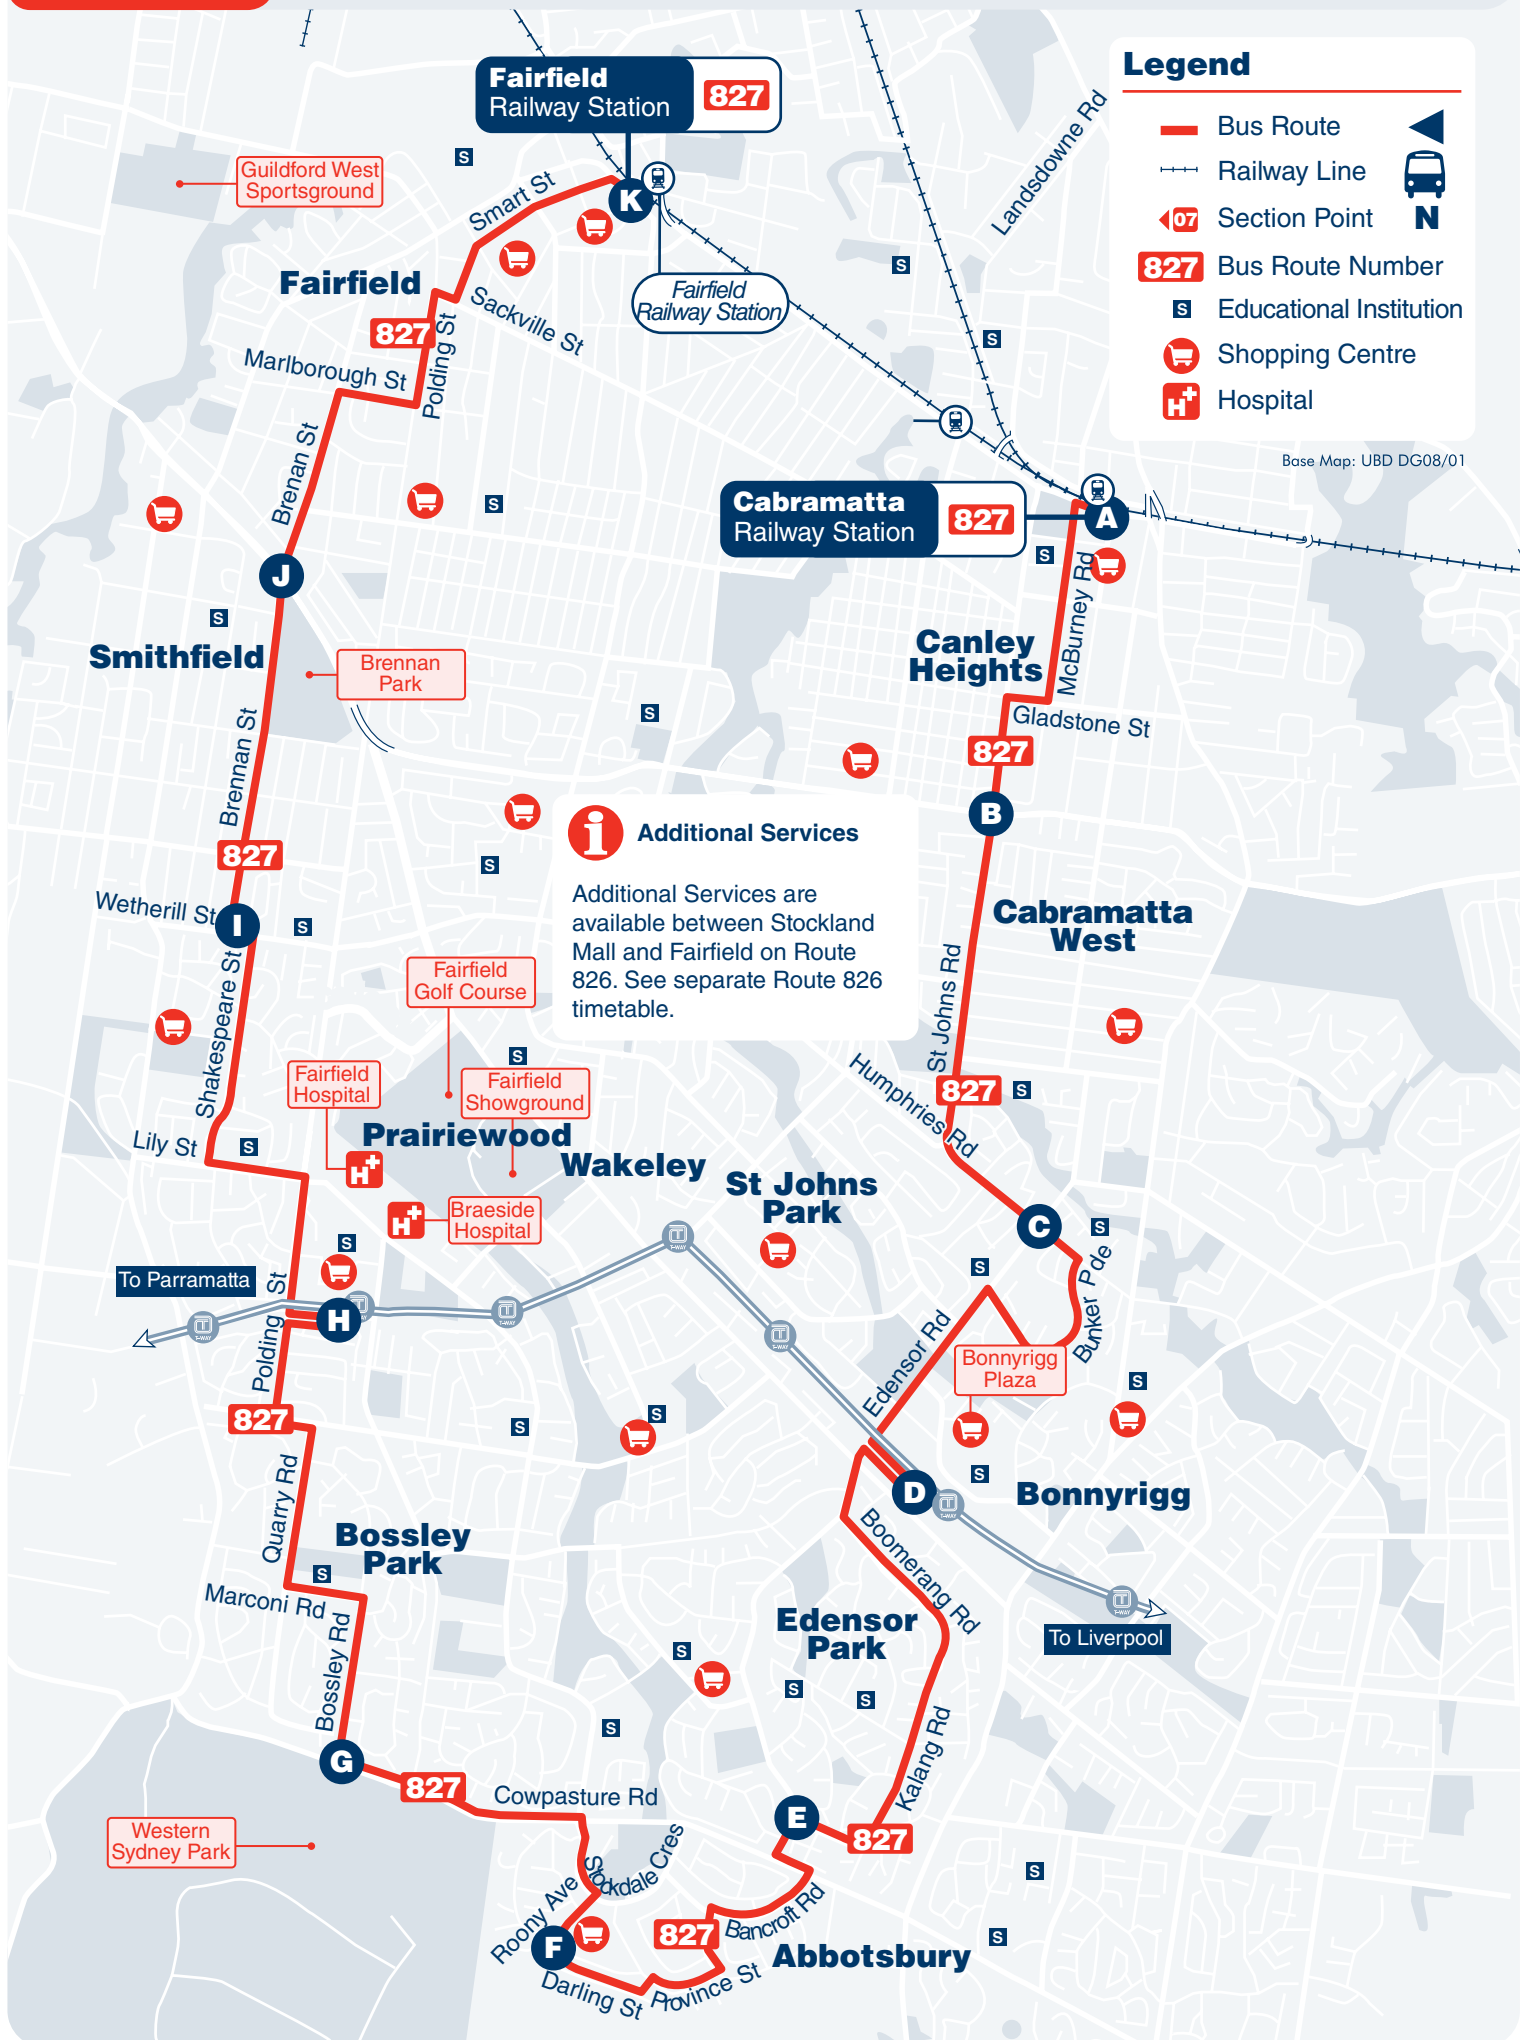 Fairfield
Railway Station
827
Legend
Bus Route
Railway Line
07
Section Point
N
827
Bus Route Number
S
Educational Institution
Shopping Centre
H+
Hospital
Base Map: UBD DG08/01
Landsdowne Rd
S
Guildford West
Sportsground
Smart St
K
Fairfield
Railway Station
Fairfield
Sackville St
827
Polding St
Marlborough St
S
S
Brenan St
S
Cabramatta
Railway Station
827
A
S
McBurney Rd
J
S
Smithfield
Brennan
Park
Canley
Heights
Gladstone St
S
827
Brennan St
B
827
i
Additional Services
Additional Services are
available between Stockland
Mall and Fairfield on Route
826. See separate Route 826
timetable.
S
Wetherill St
I
S
Cabramatta
West
St Johns Rd
Shakespeare St
Fairfield
Golf Course
S
Fairfield
Hospital
Fairfield
Showground
827
S
Humphries Rd
Lily St
S
Prairiewood
H+
Wakeley
St Johns
Park
H+
Braeside
Hospital
C
S
S
S
Bunker Pde
To Parramatta
T-WAY
T-WAY
T-WAY
T-WAY
T-WAY
H
Polding St
Edensor Rd
Bonnyrigg
Plaza
S
827
S
S
S
Quarry Rd
D
T-WAY
Bonnyrigg
Boomerang Rd
Bossley
Park
S
Marconi Rd
T-WAY
To Liverpool
Edensor
Park
S
S
S
S
Bossley Rd
Kalang Rd
G
827
Cowpasture Rd
E
827
Western
Sydney Park
Stockdale Cres
S
Roony Ave
Bancroft Rd
F
827
S
Abbotsbury
Darling St
Province St